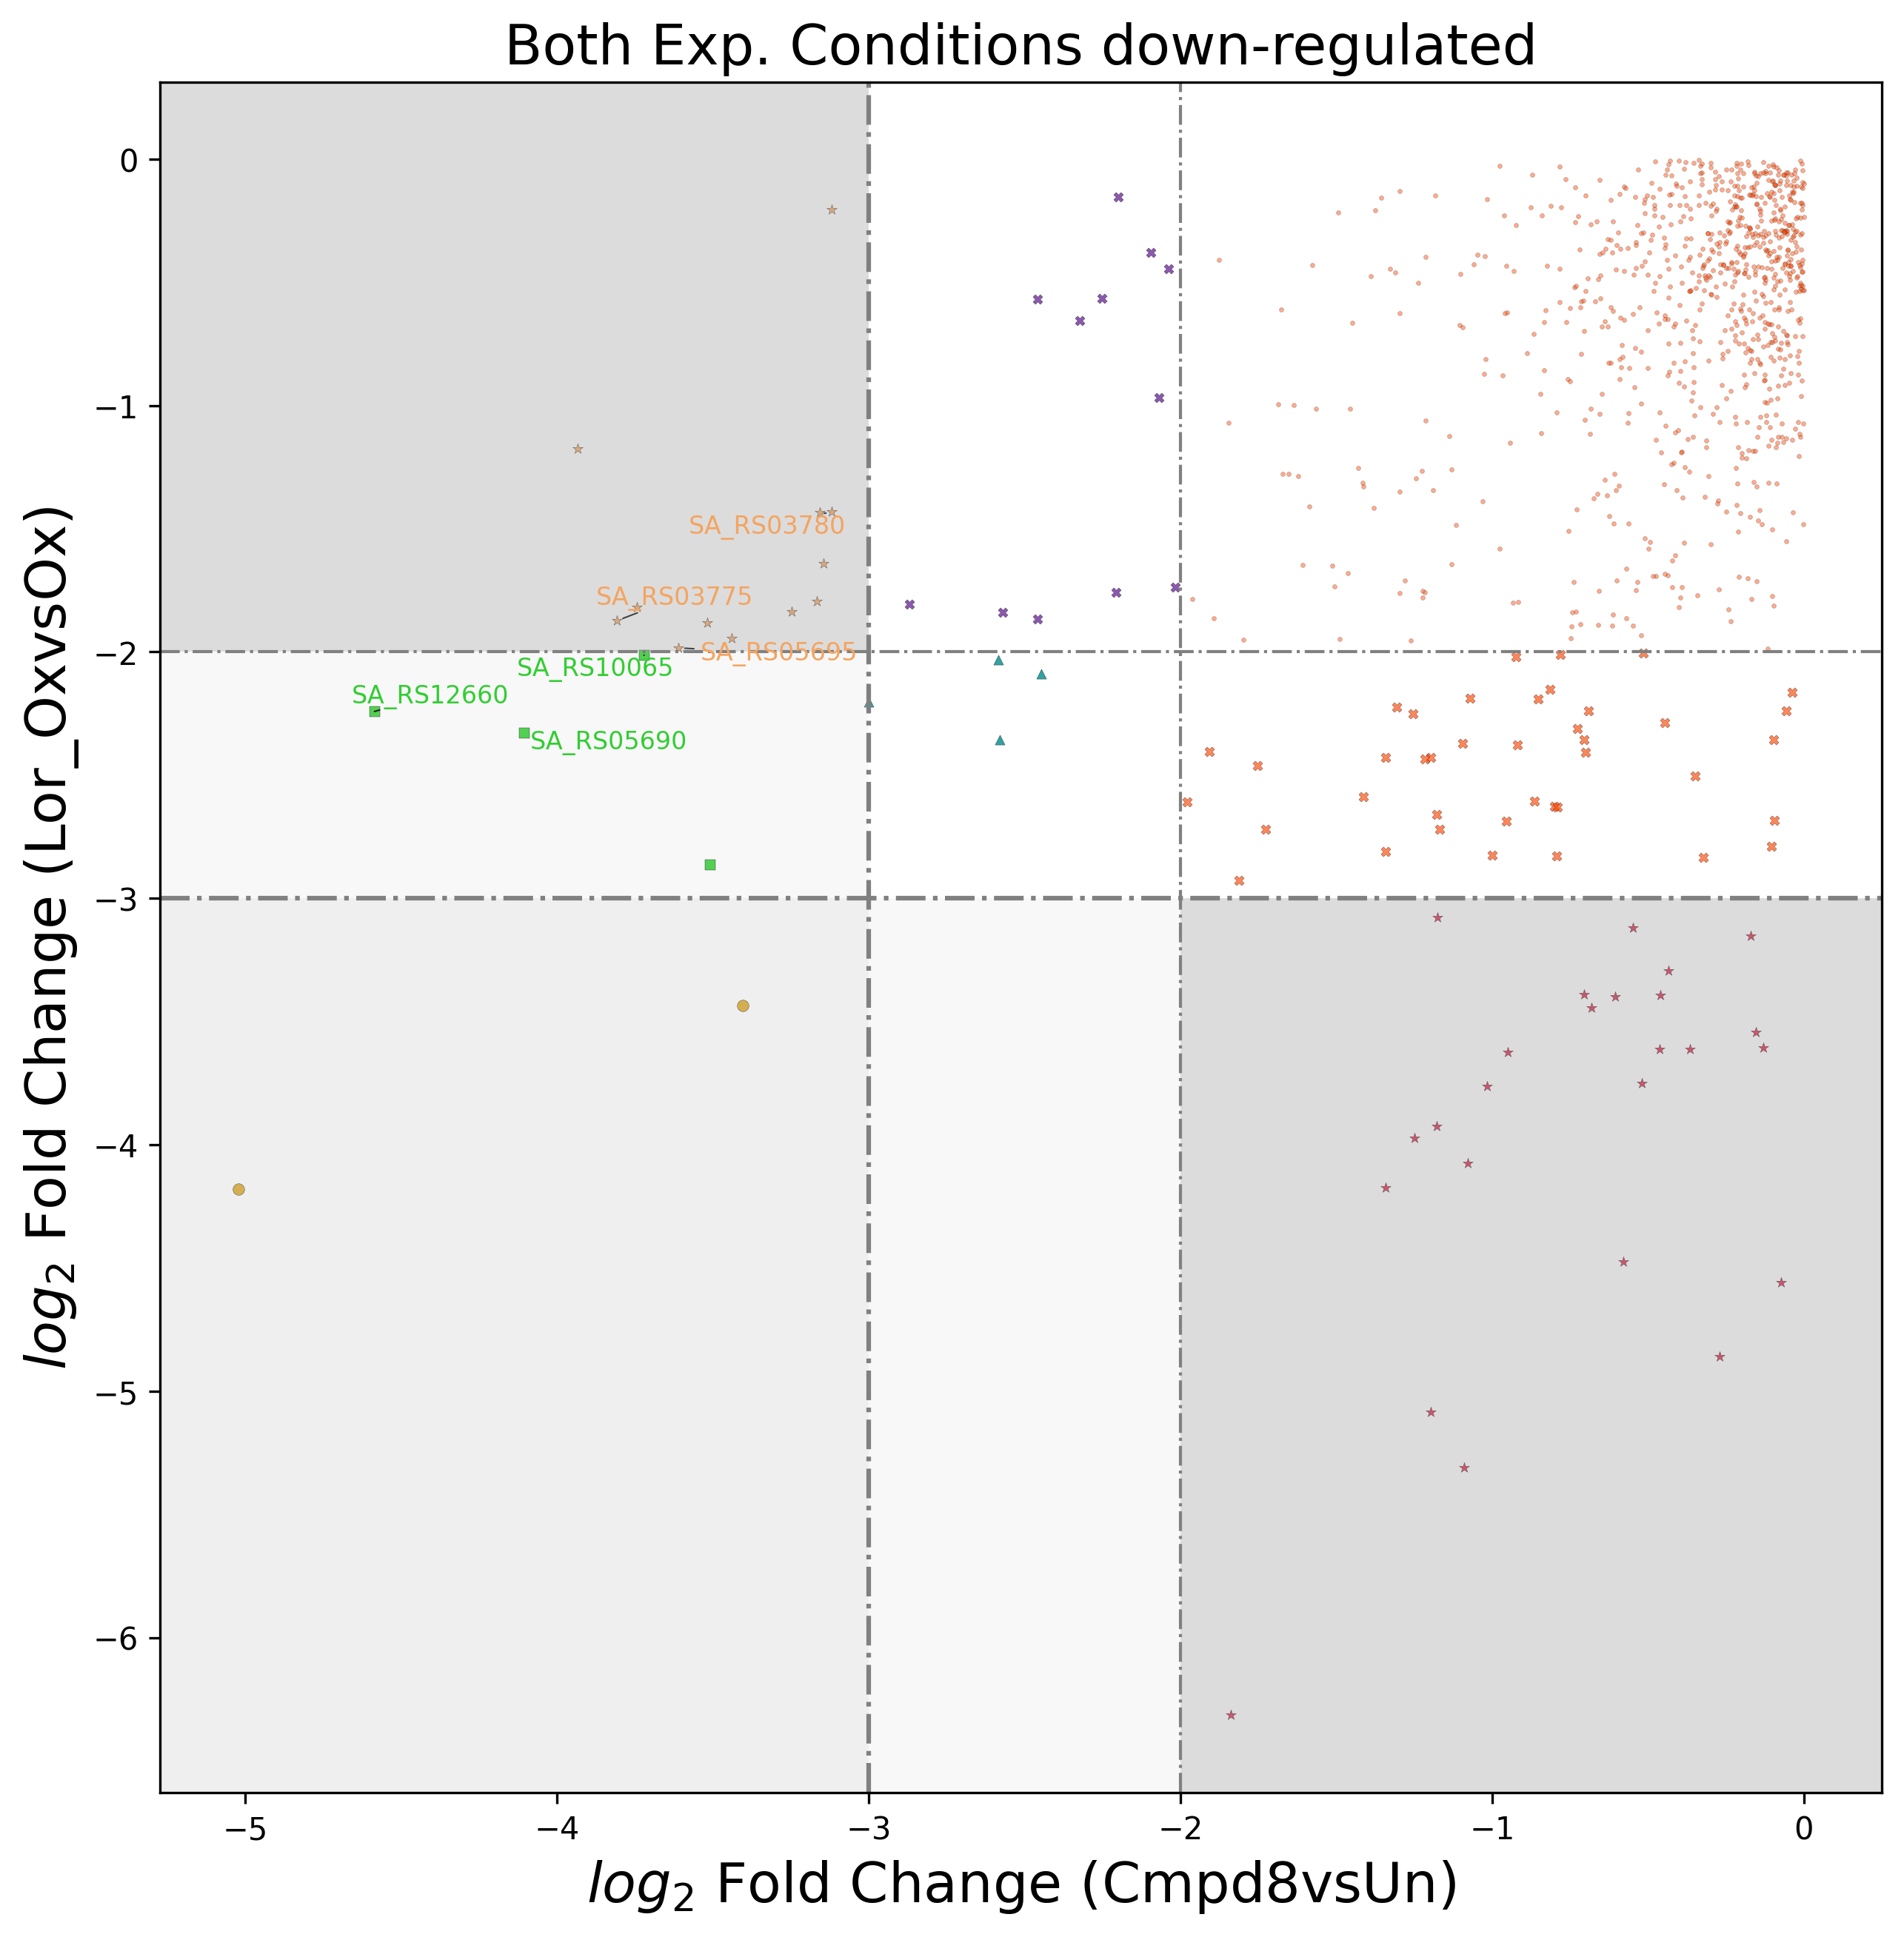 Both Exp. Conditions down-regulated
log₂ Fold Change (Lor_OxvsOx)
0
−1
−2
−3
−4
−5
−6
SA_RS03780
SA_RS03775
SA_RS05695
SA_RS10065
SA_RS12660
SA_RS05690
−5
−4
−3
−2
−1
0
log₂ Fold Change (Cmpd8vsUn)